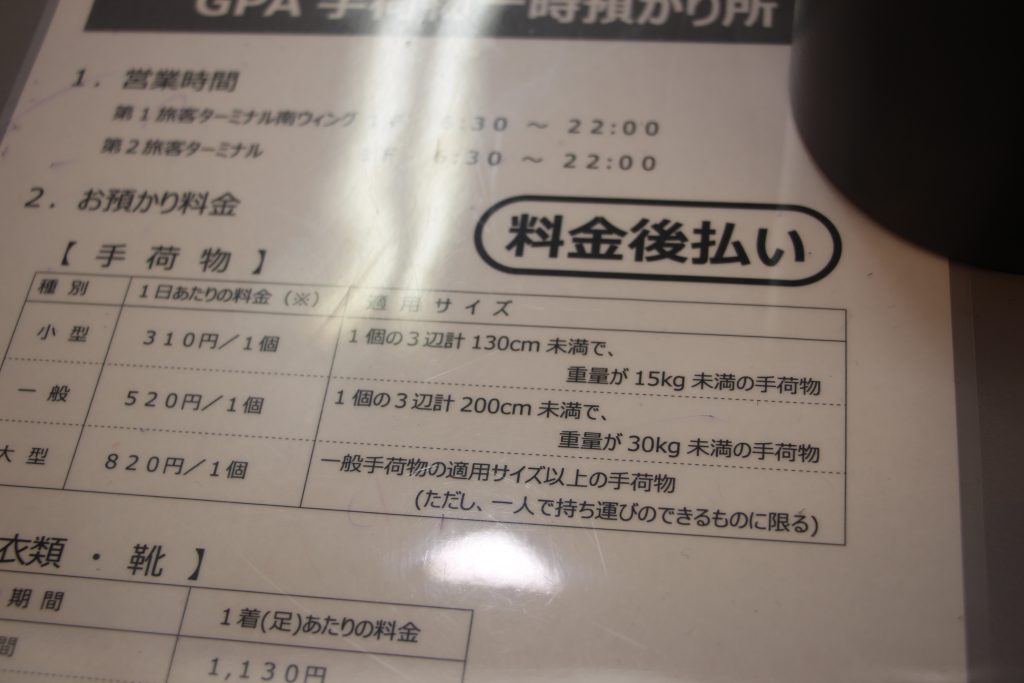 GPA 手荷物一時預かり所
1. 営業時間
第1旅客ターミナル南ウィング 6:30 ～ 22:00
第2旅客ターミナル 6:30 ～ 22:00
2. お預かり料金
料金後払い
【 手 荷 物 】
種 別 1日あたりの料金（※） 適 用 サ イ ズ
小 型 310円／1個 1個の3辺計 130cm 未満で、
重量が 15kg 未満の手荷物
一 般 520円／1個 1個の3辺計 200cm 未満で、
重量が 30kg 未満の手荷物
大 型 820円／1個 一般手荷物の適用サイズ以上の手荷物
(ただし、一人で持ち運びのできるものに限る)
衣類 ・ 靴 】
期 間 1着(足)あたりの料金
間 1,130円